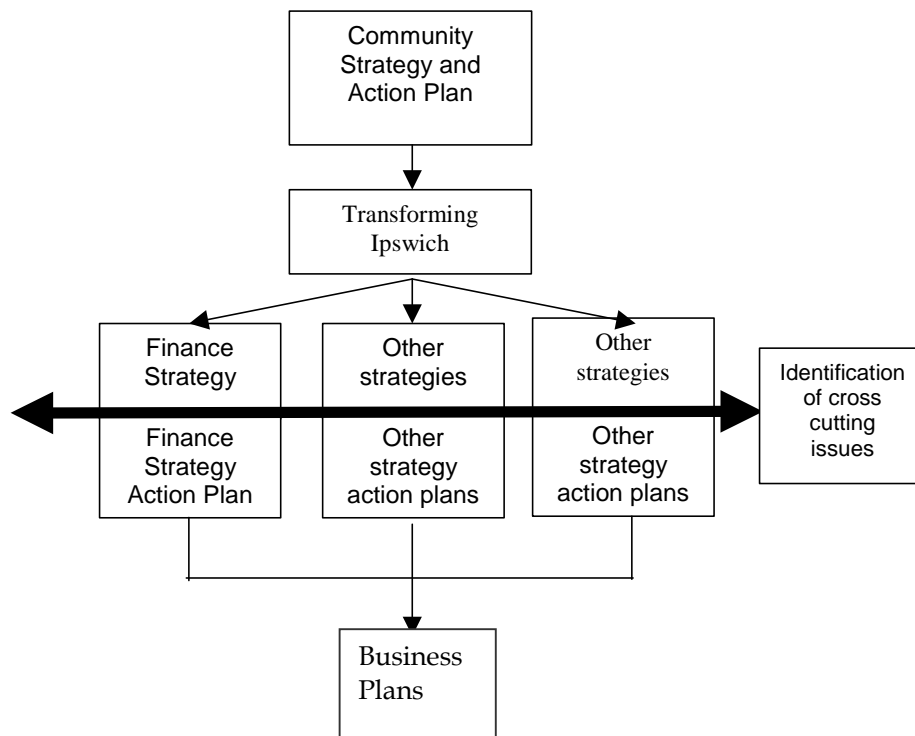 Community
Strategy and
Action Plan
Transforming
Ipswich
Finance
Strategy
Other
strategies
Other
strategies
Identification
of cross
cutting
issues
Finance
Strategy
Action Plan
Other
strategy
action plans
Other
strategy
action plans
Business
Plans